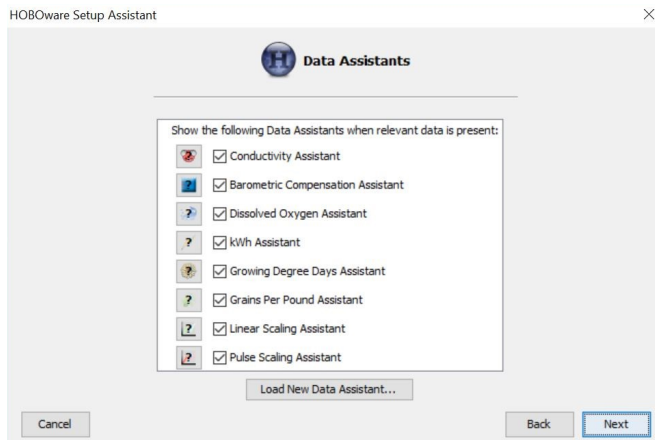 HOBOware Setup Assistant
Data Assistants
Show the following Data Assistants when relevant data is present:
Conductivity Assistant
Barometric Compensation Assistant
Dissolved Oxygen Assistant
kWh Assistant
Growing Degree Days Assistant
Grains Per Pound Assistant
Linear Scaling Assistant
Pulse Scaling Assistant
Load New Data Assistant...
Cancel Back Next